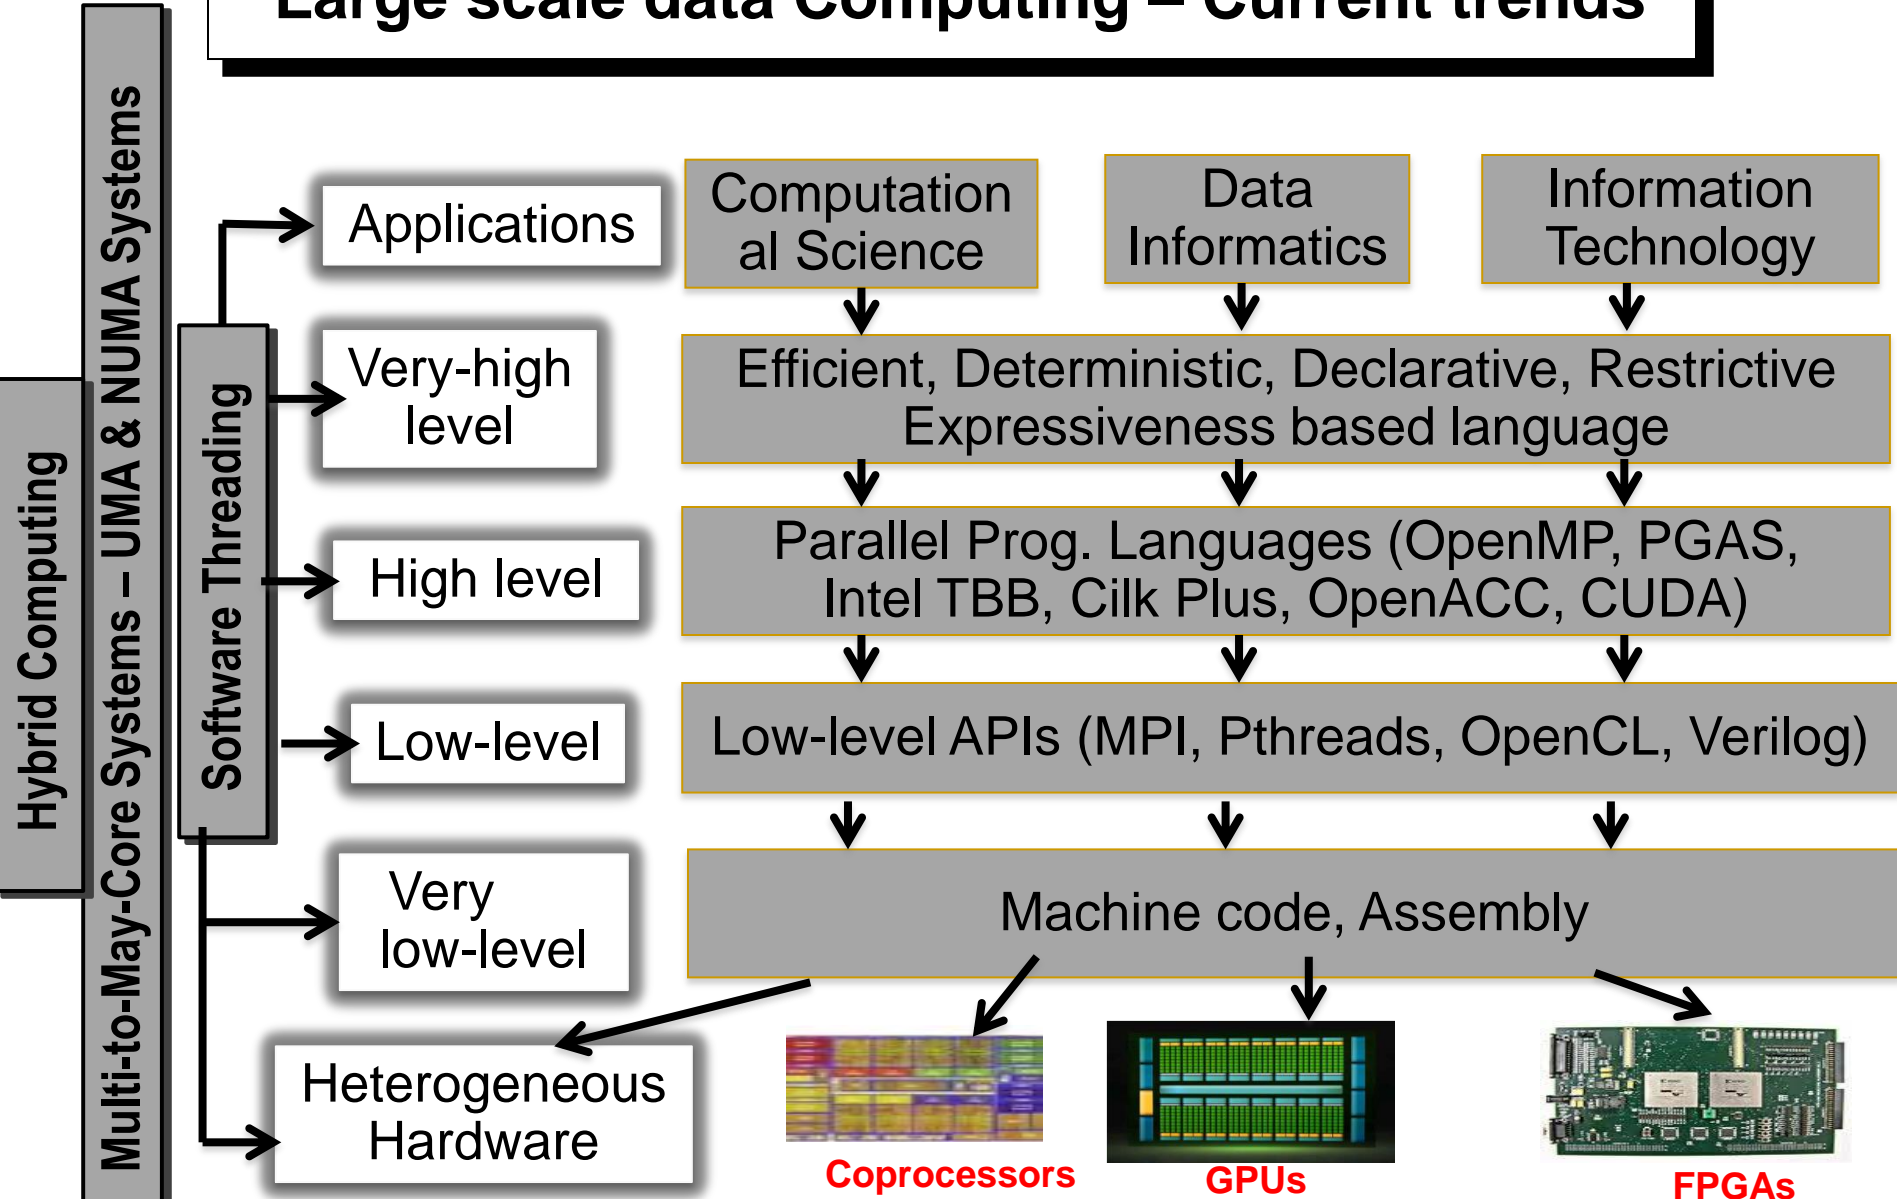 Large scale data Computing – Current trends
Hybrid Computing
Multi-to-May-Core Systems – UMA & NUMA Systems
Software Threading
Applications
Computation
al Science
Data
Informatics
Information
Technology
Very-high
level
Efficient, Deterministic, Declarative, Restrictive
Expressiveness based language
High level
Parallel Prog. Languages (OpenMP, PGAS,
Intel TBB, Cilk Plus, OpenACC, CUDA)
Low-level
Low-level APIs (MPI, Pthreads, OpenCL, Verilog)
Very
low-level
Machine code, Assembly
Heterogeneous
Hardware
Coprocessors
GPUs
FPGAs